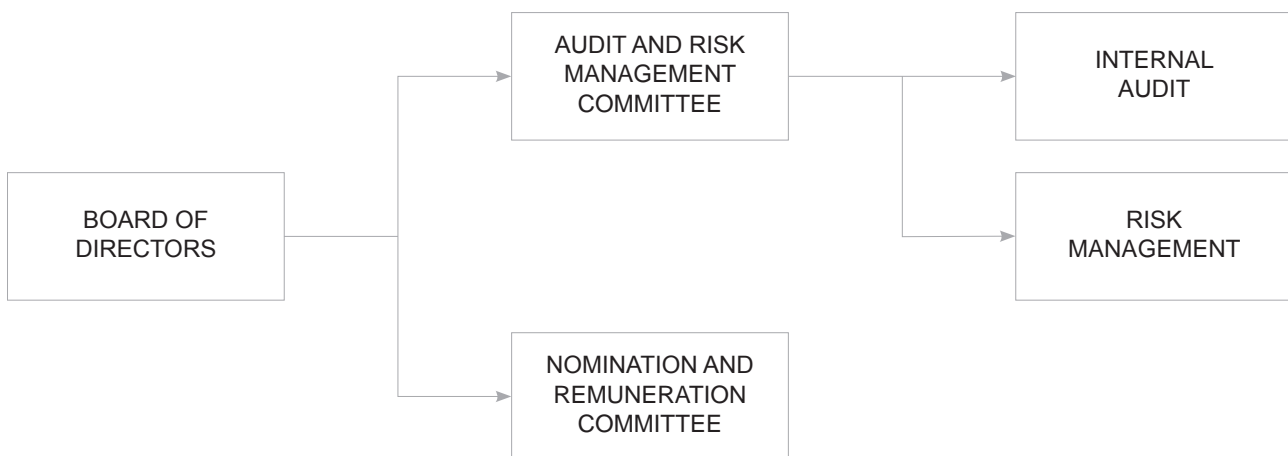 BOARD OF
DIRECTORS
AUDIT AND RISK
MANAGEMENT
COMMITTEE
NOMINATION AND
REMUNERATION
COMMITTEE
INTERNAL
AUDIT
RISK
MANAGEMENT